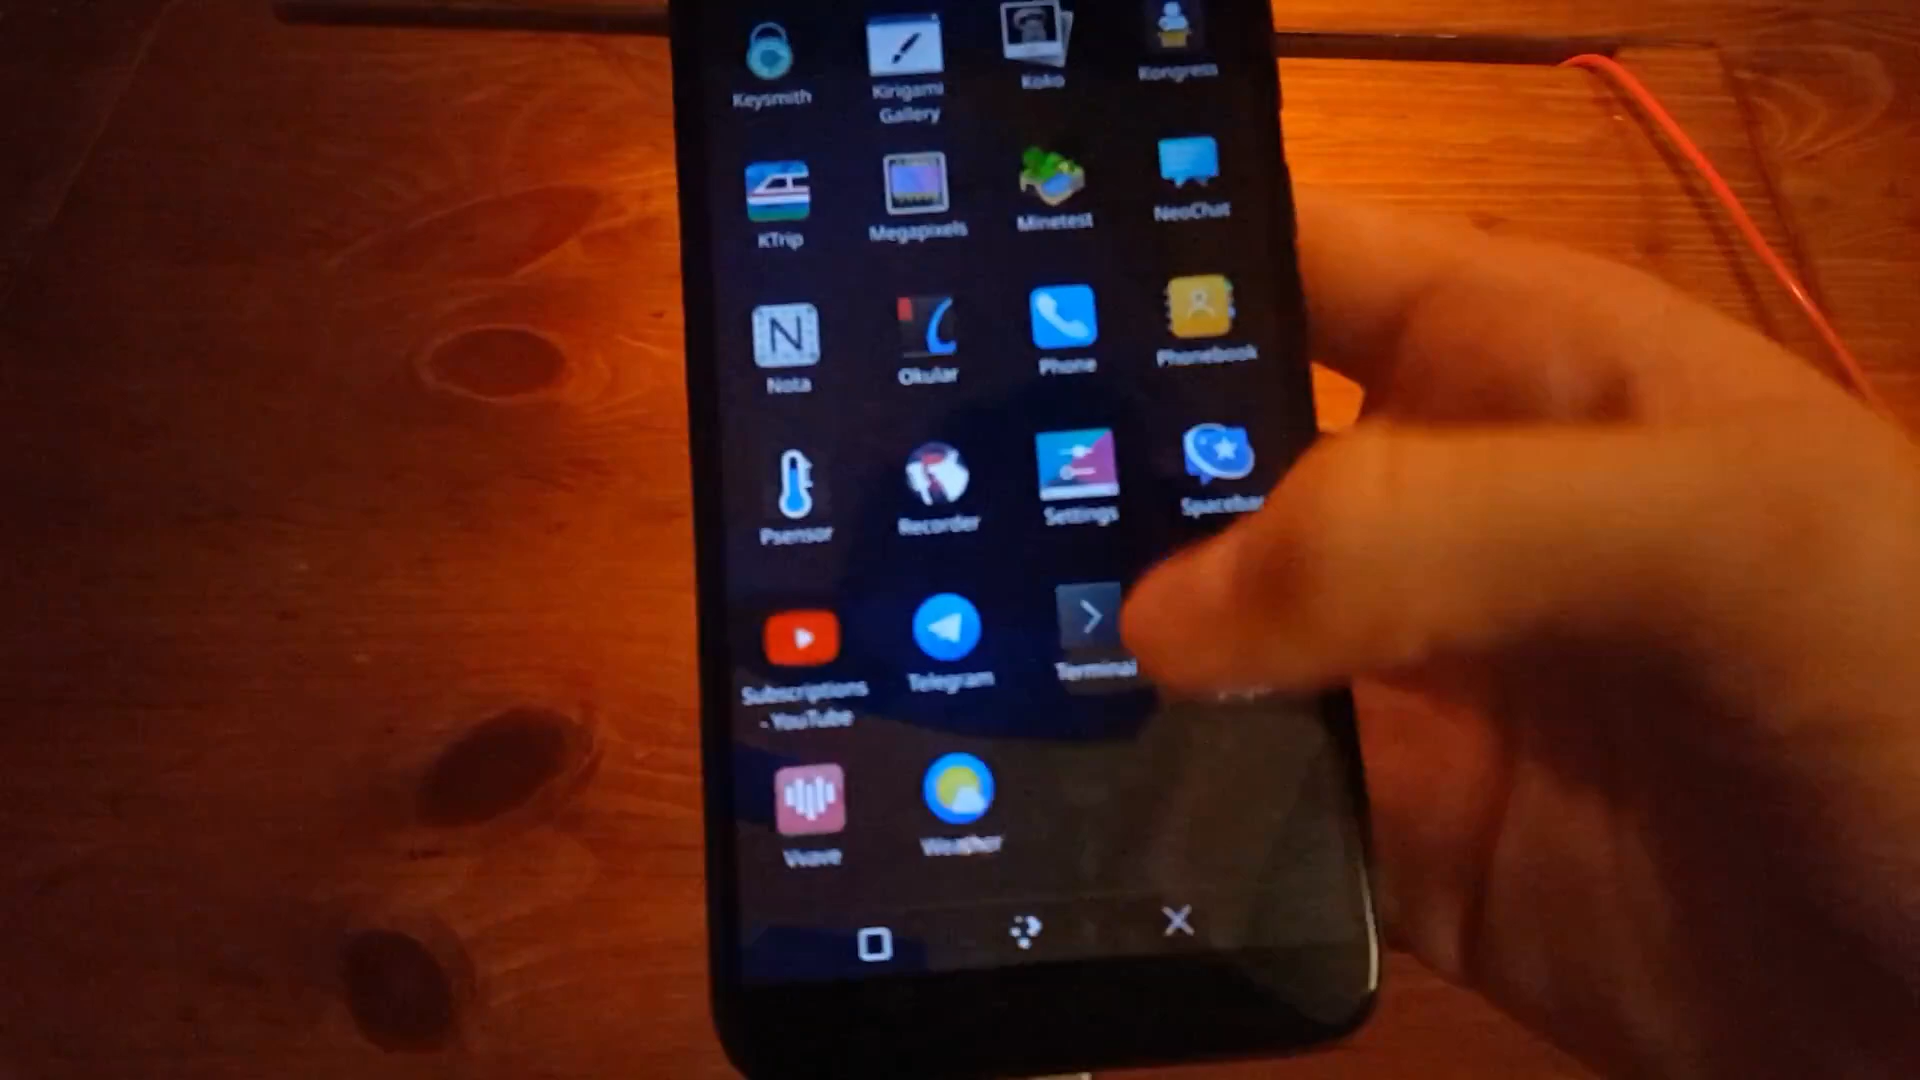 Keysmith
Kirigami
Gallery
Koko
Kongress
KTrip
Megapixels
Minetest
NeoChat
N
Nota
Okular
Phone
Phonebook
Psensor
Recorder
Settings
Spacebar
Subscriptions
- YouTube
Telegram
Terminal
Vvave
Weather